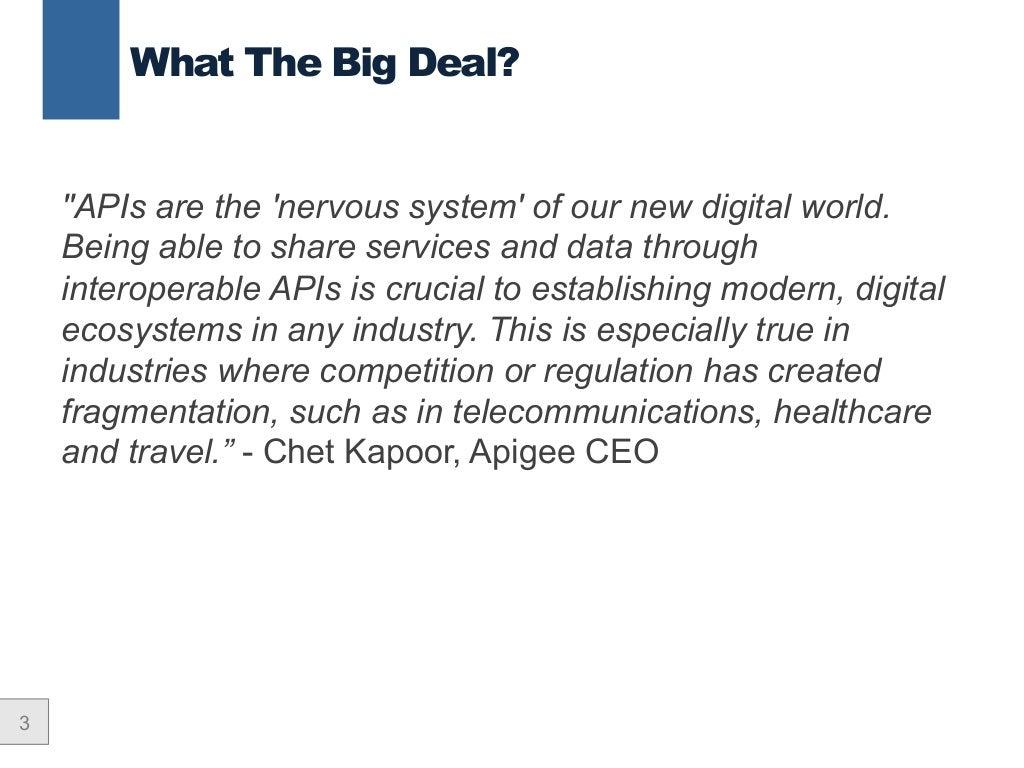 What The Big Deal?
"APIs are the 'nervous system' of our new digital world.
Being able to share services and data through
interoperable APIs is crucial to establishing modern, digital
ecosystems in any industry. This is especially true in
industries where competition or regulation has created
fragmentation, such as in telecommunications, healthcare
and travel.” - Chet Kapoor, Apigee CEO
3